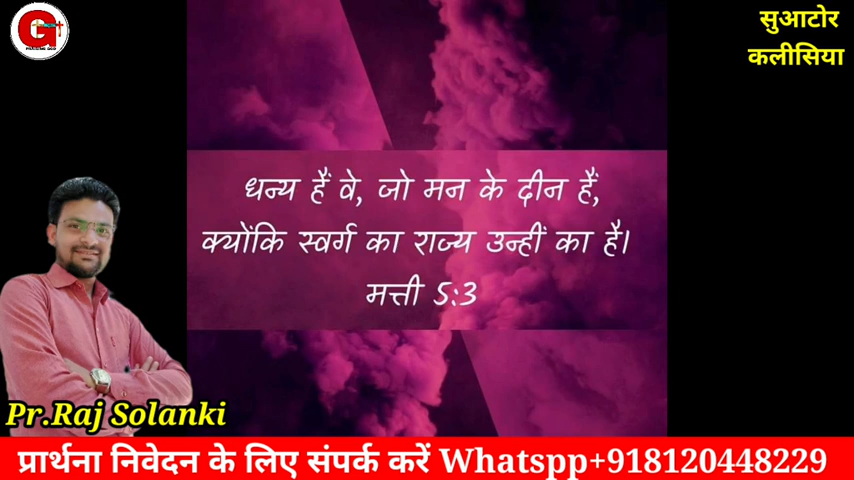 सुआटोर
कलीसिया
धन्य हैं वे, जो मन के दीन हैं,
क्योंकि स्वर्ग का राज्य उन्हीं का है।
मत्ती 5:3
Pr.Raj Solanki
प्रार्थना निवेदन के लिए संपर्क करें Whatspp+918120448229